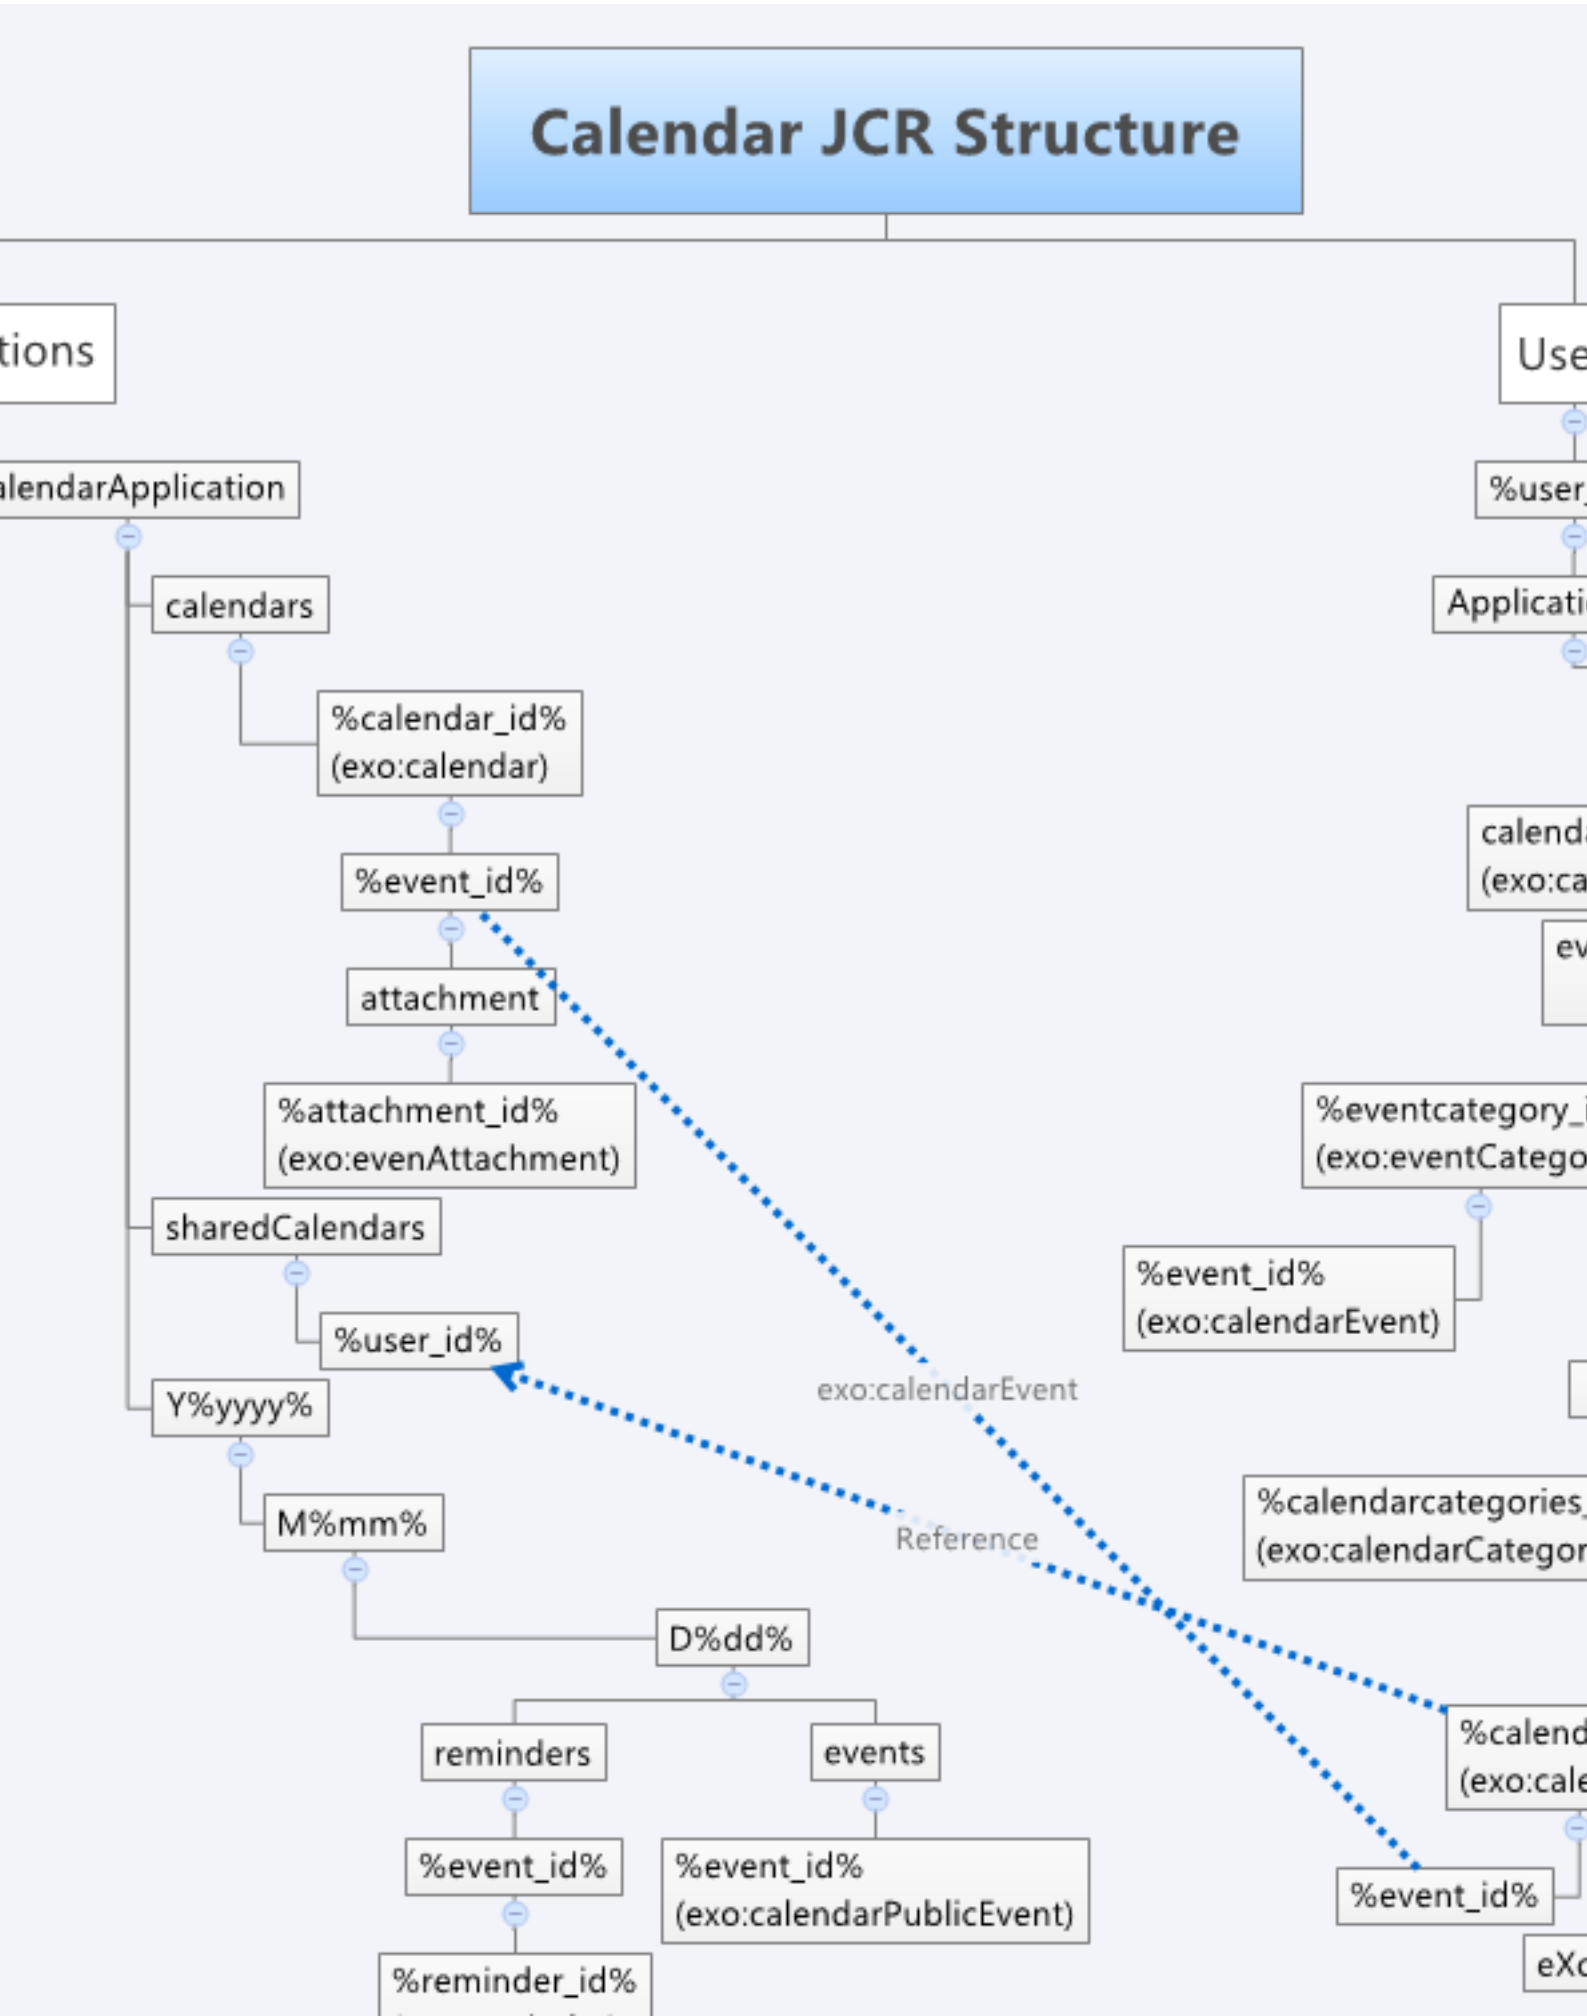 Calendar JCR Structure
tions
Use
alendarApplication
%user_
calendars
Applicati
%calendar_id%
(exo:calendar)
calenda
(exo:ca
%event_id%
ev
attachment
%attachment_id%
(exo:evenAttachment)
%eventcategory_i
(exo:eventCatego
sharedCalendars
%event_id%
(exo:calendarEvent)
%user_id%
exo:calendarEvent
Y%yyyy%
%calendarcategories_
(exo:calendarCategor
M%mm%
Reference
D%dd%
reminders
events
%calend
(exo:cale
%event_id%
%event_id%
(exo:calendarPublicEvent)
%event_id%
eXo
%reminder_id%